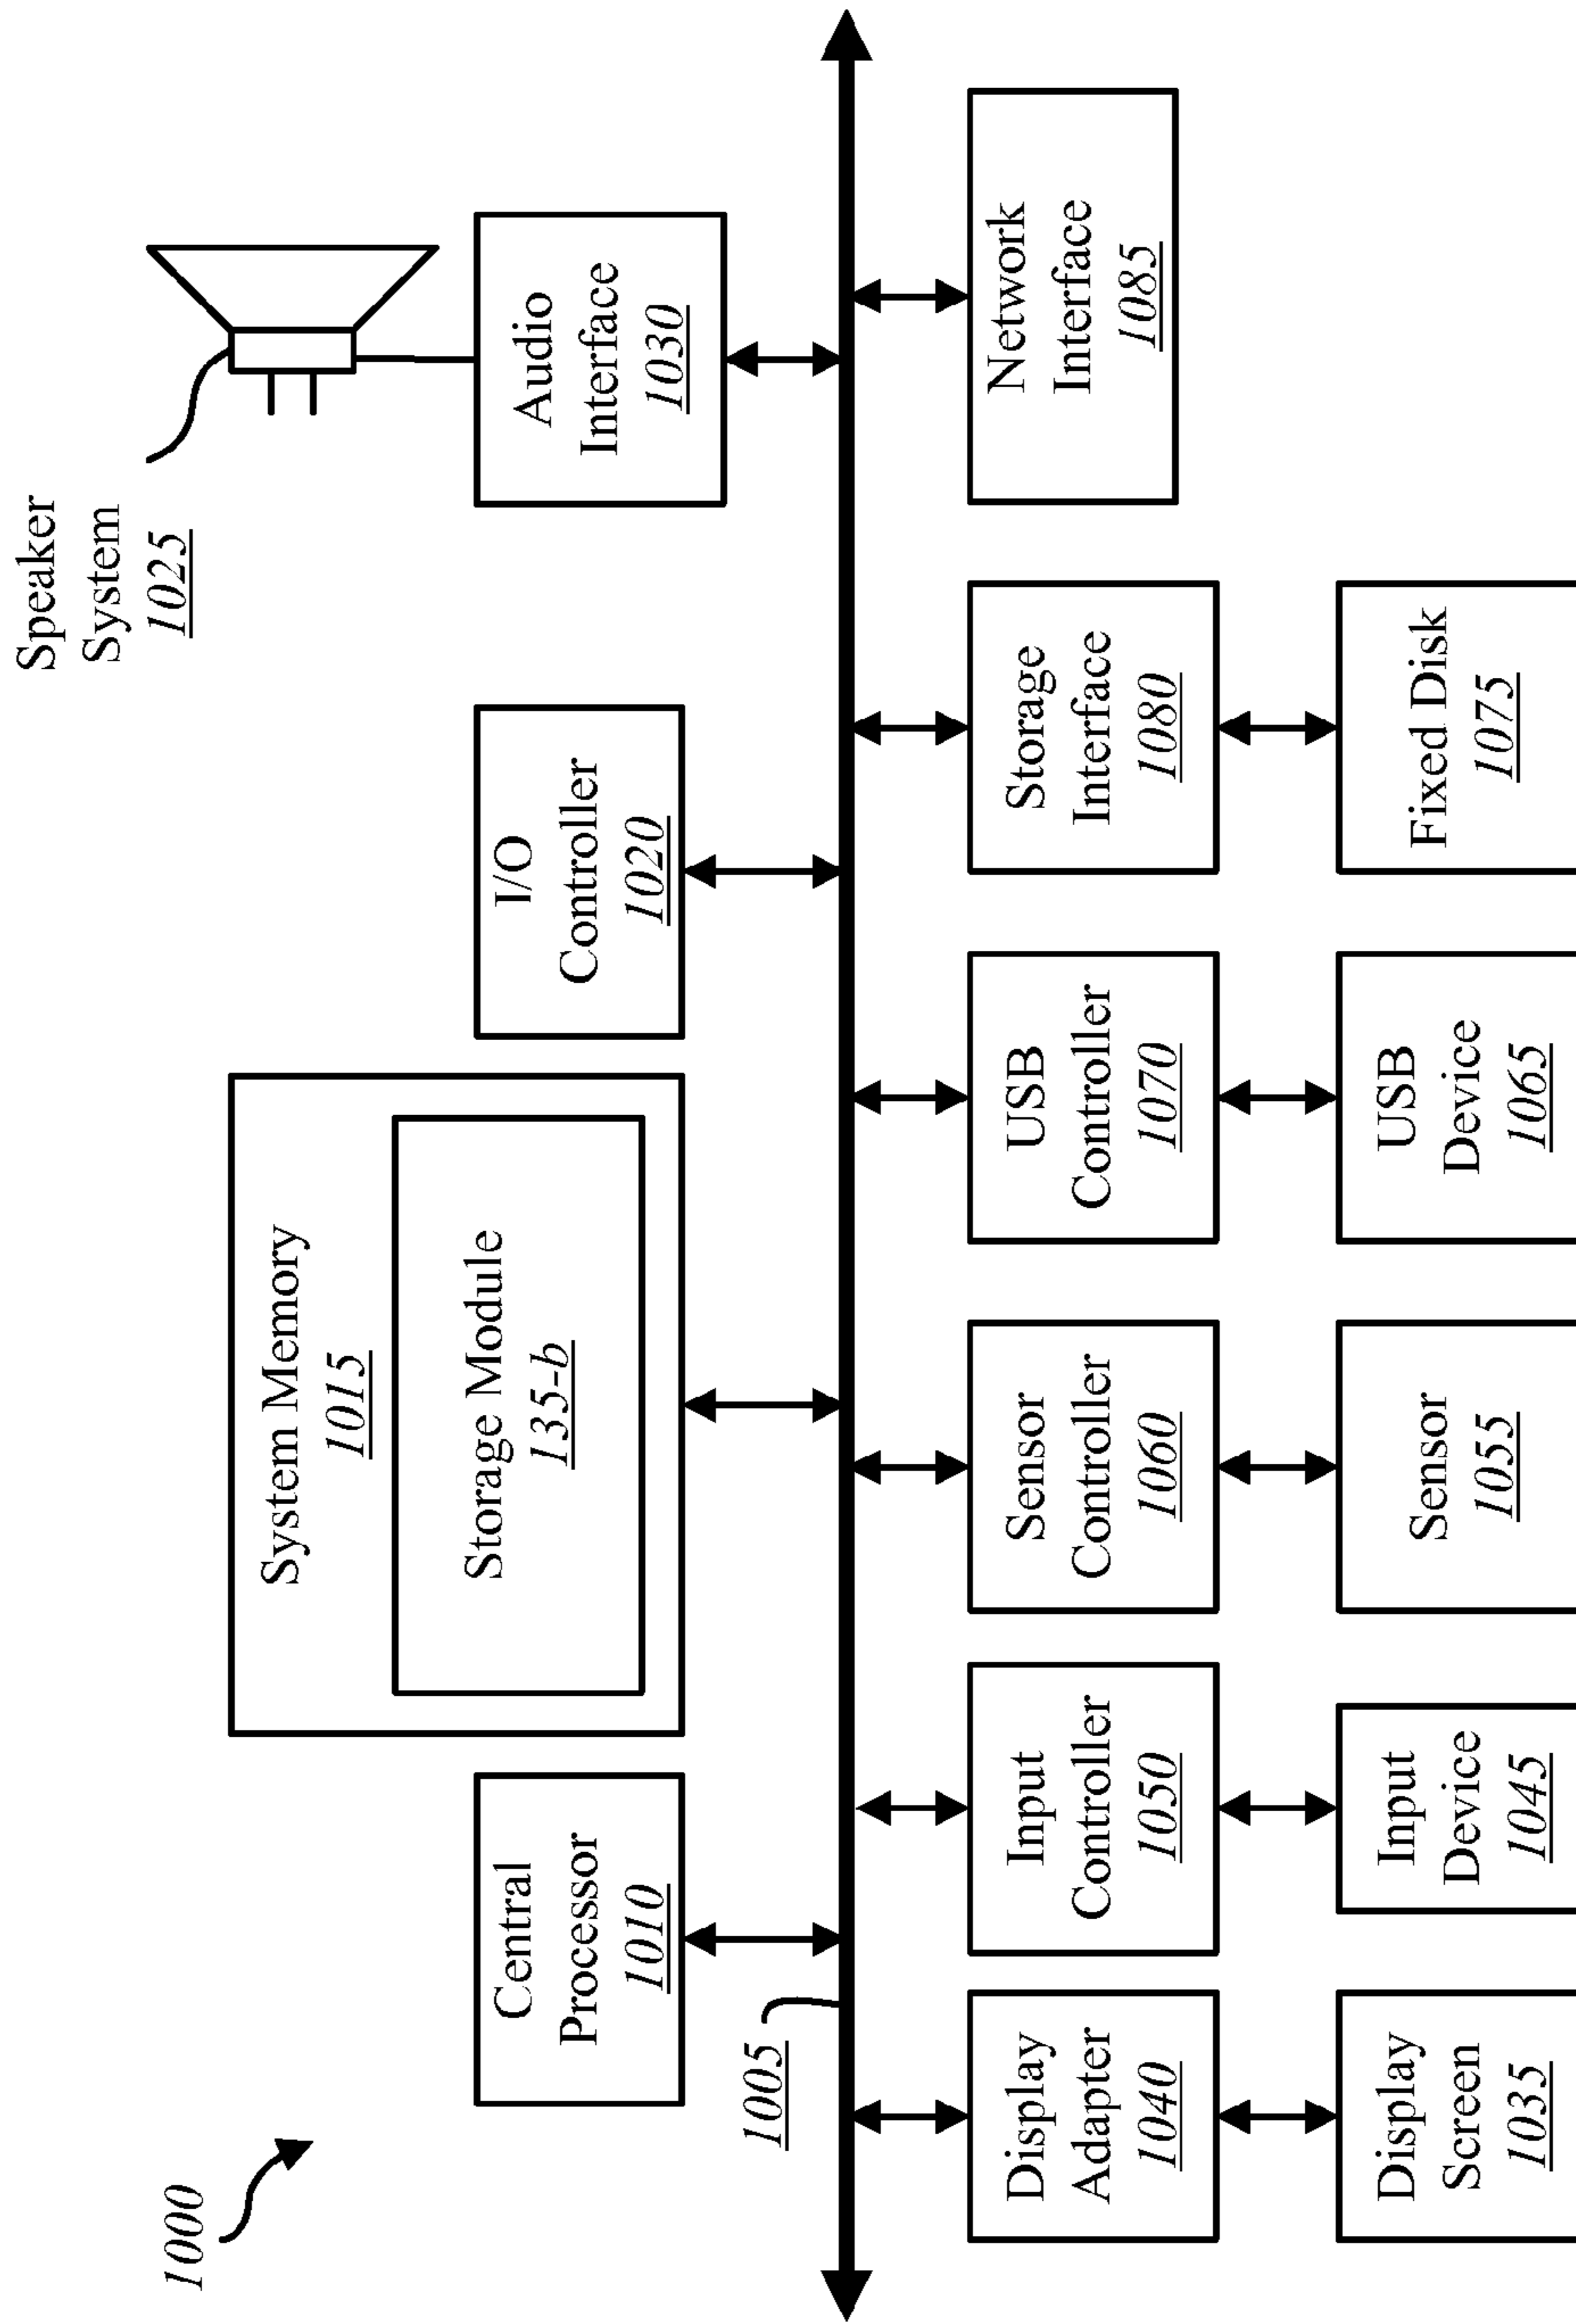 1000
Speaker
System
1025
Central
Processor
1010
System Memory
1015
Storage Module
135-b
I/O
Controller
1020
Audio
Interface
1030
1005
Display
Adapter
1040
Input
Controller
1050
Sensor
Controller
1060
USB
Controller
1070
Storage
Interface
1080
Network
Interface
1085
Display
Screen
1035
Input
Device
1045
Sensor
1055
USB
Device
1065
Fixed Disk
1075